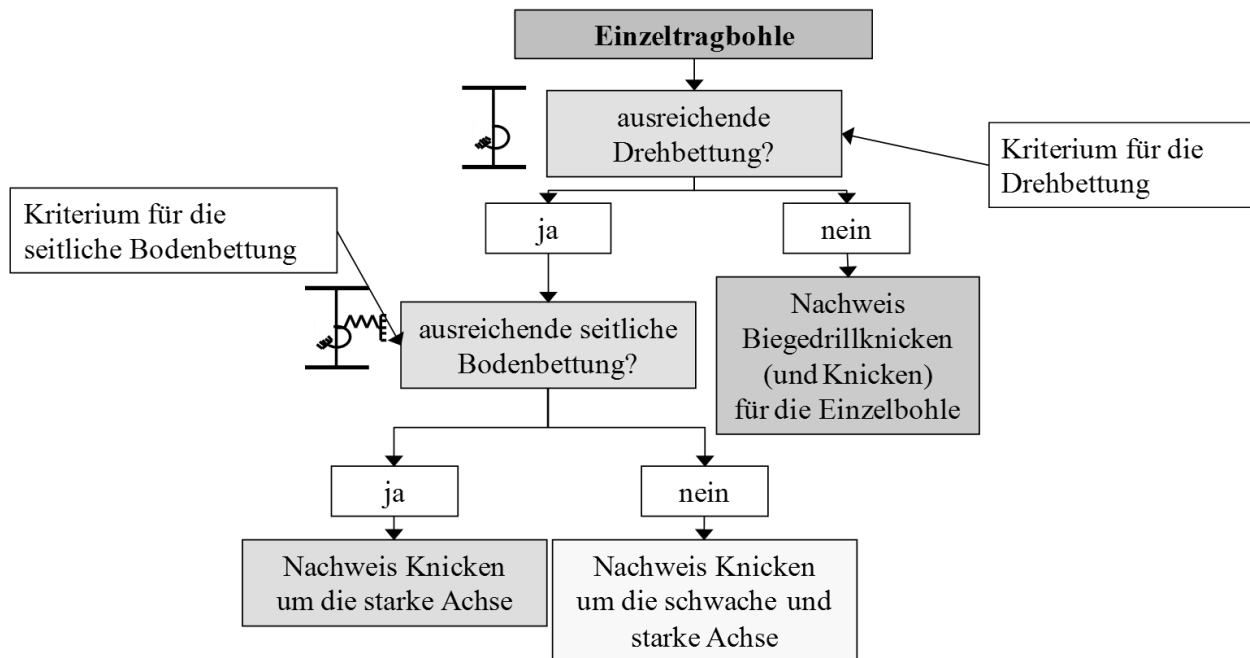 Einzeltragbohle
ausreichende
Drehbettung?
Kriterium für die
Drehbettung
Kriterium für die
seitliche Bodenbettung
ja
nein
ausreichende seitliche
Bodenbettung?
Nachweis
Biegedrillknicken
(und Knicken)
für die Einzelbohle
ja
nein
Nachweis Knicken
um die starke Achse
Nachweis Knicken
um die schwache und
starke Achse